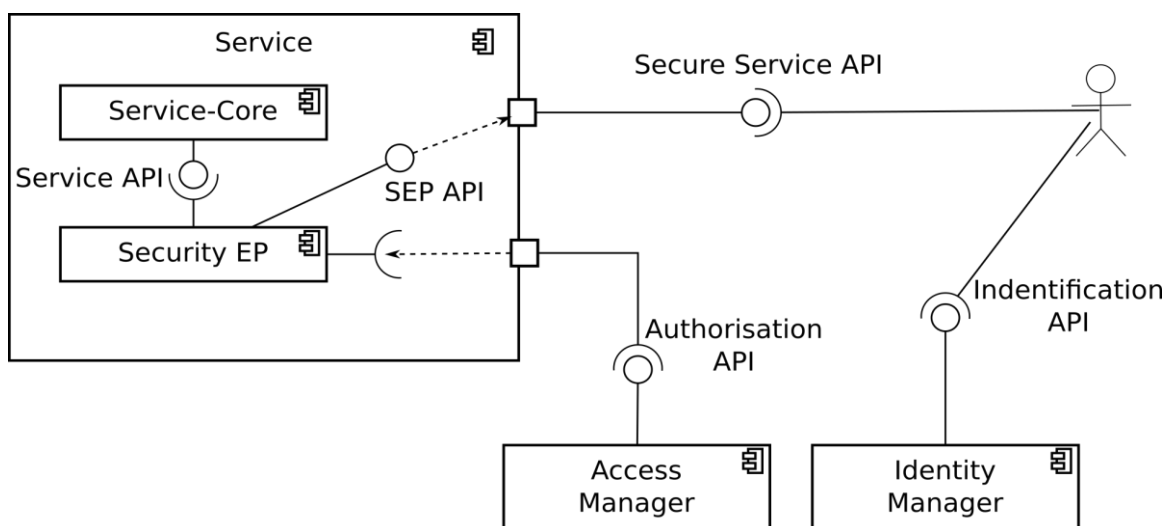 Service
Secure Service API
Service-Core
Service API
SEP API
Security EP
Indentification
API
Authorisation
API
Access
Manager
Identity
Manager